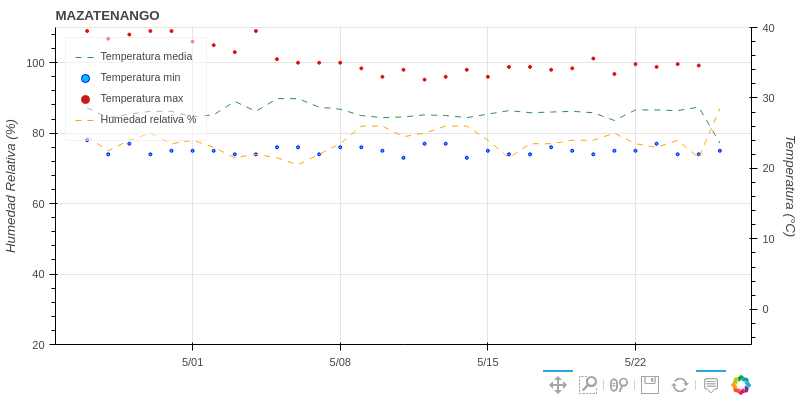 MAZATENANGO
Temperatura media
Temperatura min
Temperatura max
Humedad relativa %
Humedad Relativa (%)
100
80
60
40
20
40
30
20
10
0
Temperatura (°C)
5/01
5/08
5/15
5/22